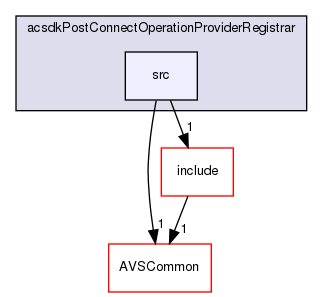 acsdkPostConnectOperationProviderRegistrar
src
1
include
1
1
AVSCommon